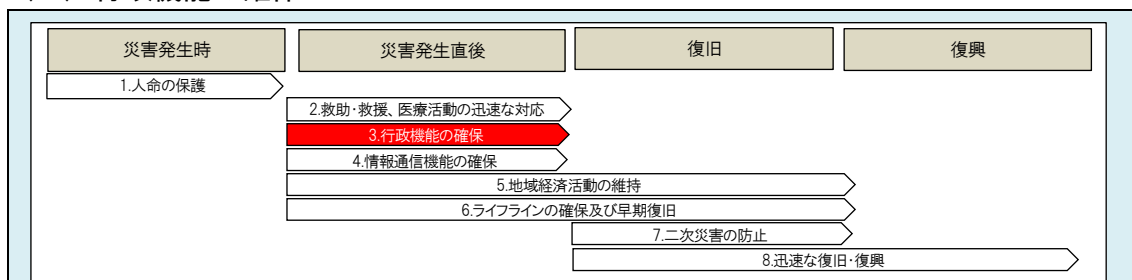 災害発生時
災害発生直後
復旧
復興
1.人命の保護
2.救助・救援、医療活動の迅速な対応
3.行政機能の確保
4.情報通信機能の確保
5.地域経済活動の維持
6.ライフラインの確保及び早期復旧
7.二次災害の防止
8.迅速な復旧・復興